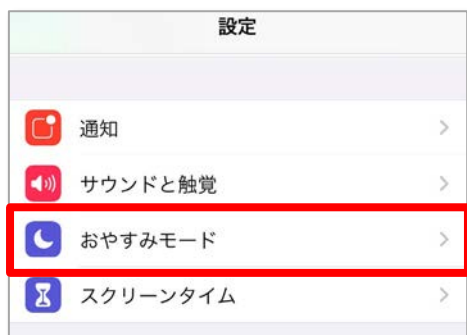 設定
通知
サウンドと触覚
おやすみモード
スクリーンタイム